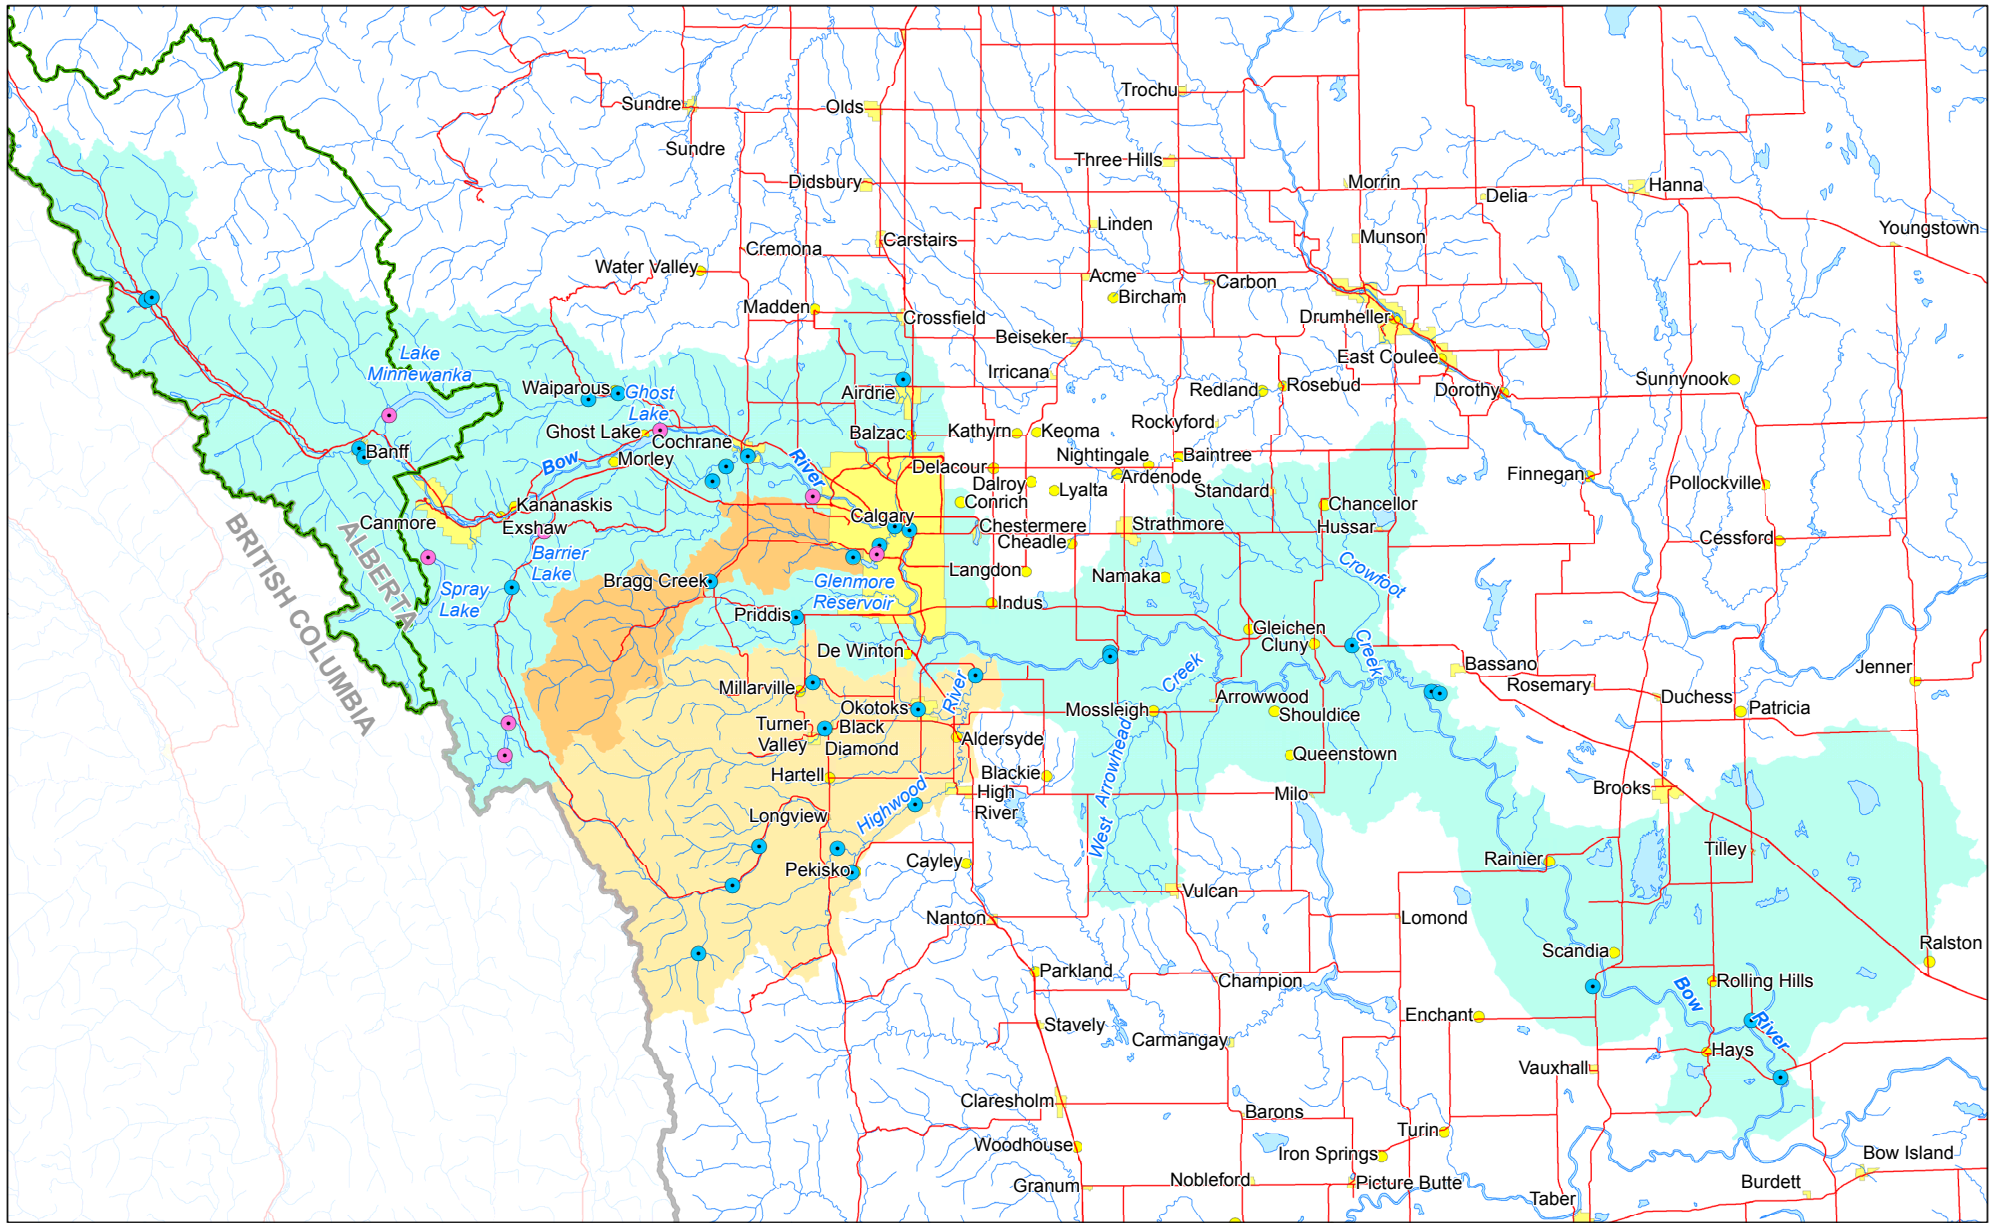 Trochu
Sundre
Olds
Sundre
Three Hills
Didsbury
Morrin
Hanna
Delia
Linden
Youngstown
Carstairs
Munson
Cremona
Water Valley
Acme
Carbon
Bircham
Madden
Crossfield
Drumheller
Beiseker
Lake
Minnewanka
East Coulee
Irricana
Sunnynook
Waiparous
Ghost
Lake
Airdrie
Redland
Rosebud
Dorothy
Rockyford
Ghost Lake
Cochrane
Balzac
Kathyrn
Keoma
Banff
Bow
Morley
River
Delacour
Nightingale
Baintree
Ardenode
Finnegan
Dalroy
Lyalta
Standard
Pollockville
Kananaskis
Conrich
Chancellor
Canmore
Exshaw
Calgary
Chestermere
Strathmore
Hussar
Cheadle
Cessford
BRITISH COLUMBIA
ALBERTA
Barrier
Lake
Crowfoot
Creek
Langdon
Namaka
Bragg Creek
Glenmore
Reservoir
Spray
Lake
Indus
Priddis
Gleichen
Cluny
De Winton
Bassano
Jenner
Creek
Millarville
River
Rosemary
Duchess
Okotoks
Mossleigh
Arrowwood
Shouldice
Patricia
Turner
Valley
Black
Diamond
Aldersyde
Queenstown
Hartell
Blackie
West Arrowhead
High
River
Milo
Brooks
Highwood
Longview
Tilley
Pekisko
Cayley
Rainier
Vulcan
Nanton
Lomond
Scandia
Ralston
Parkland
Champion
Rolling Hills
Bow
River
Stavely
Enchant
Carmangay
Hays
Vauxhall
Claresholm
Barons
Turin
Woodhouse
Iron Springs
Bow Island
Granum
Nobleford
Picture Butte
Burdett
Taber